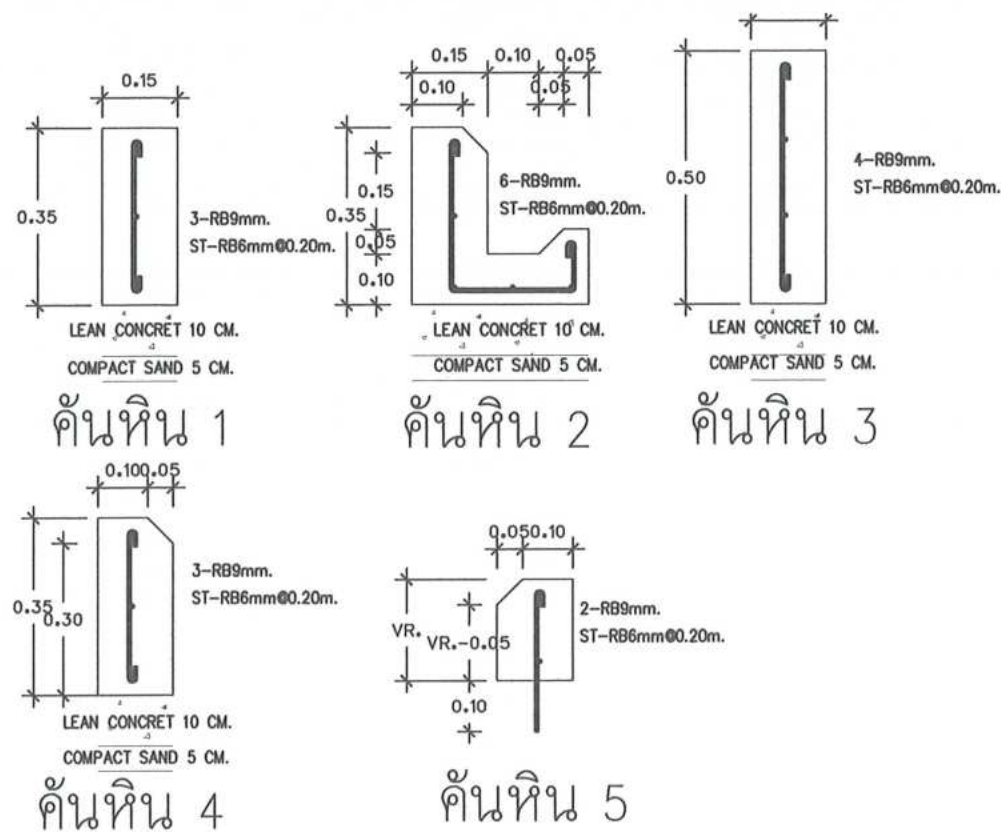 0.15
0.35
3-RB9mm.
ST-RB6mm@0.20m.
LEAN CONCRET 10 CM.
COMPACT SAND 5 CM.
คันหิน 1
0.15 0.10 0.05
0.10 0.05
0.15
0.35
0.05
0.10
6-RB9mm.
ST-RB6mm@0.20m.
LEAN CONCRET 10 CM.
COMPACT SAND 5 CM.
คันหิน 2
0.50
4-RB9mm.
ST-RB6mm@0.20m.
LEAN CONCRET 10 CM.
COMPACT SAND 5 CM.
คันหิน 3
0.10 0.05
0.35
0.30
3-RB9mm.
ST-RB6mm@0.20m.
LEAN CONCRET 10 CM.
COMPACT SAND 5 CM.
คันหิน 4
0.05 0.10
VR.
VR.-0.05
0.10
2-RB9mm.
ST-RB6mm@0.20m.
คันหิน 5